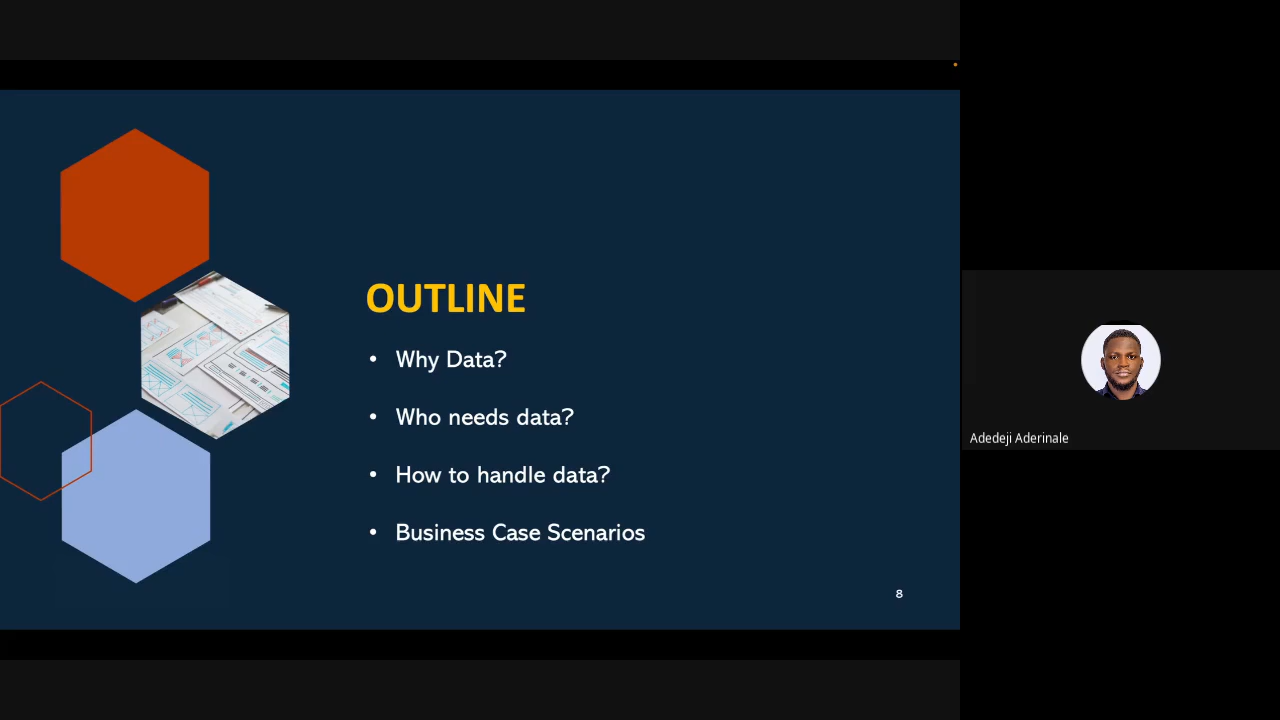 OUTLINE
• Why Data?
• Who needs data?
• How to handle data?
• Business Case Scenarios
8
Adedeji Aderinale